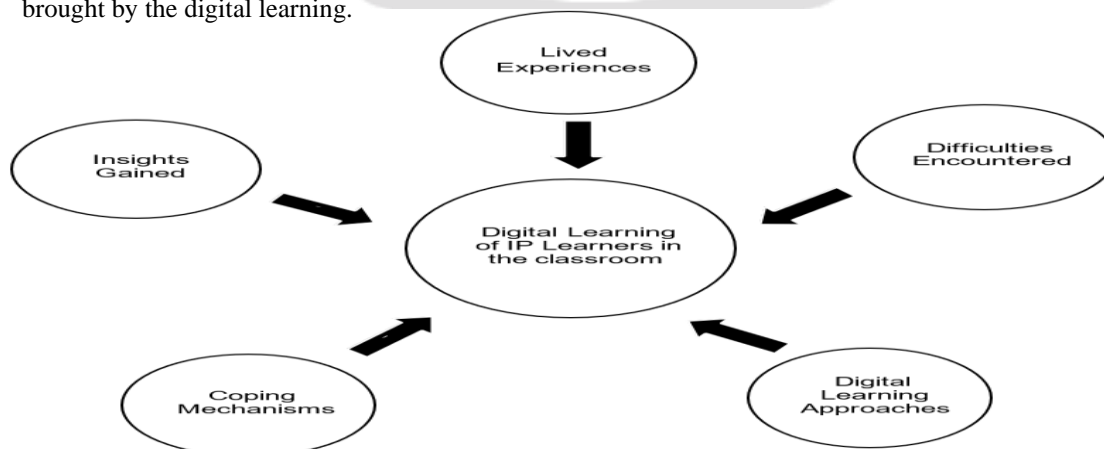 brought by the digital learning.
Lived
Experiences
Insights
Gained
Difficulties
Encountered
Digital Learning
of IP Learners in
the classroom
Coping
Mechanisms
Digital
Learning
Approaches